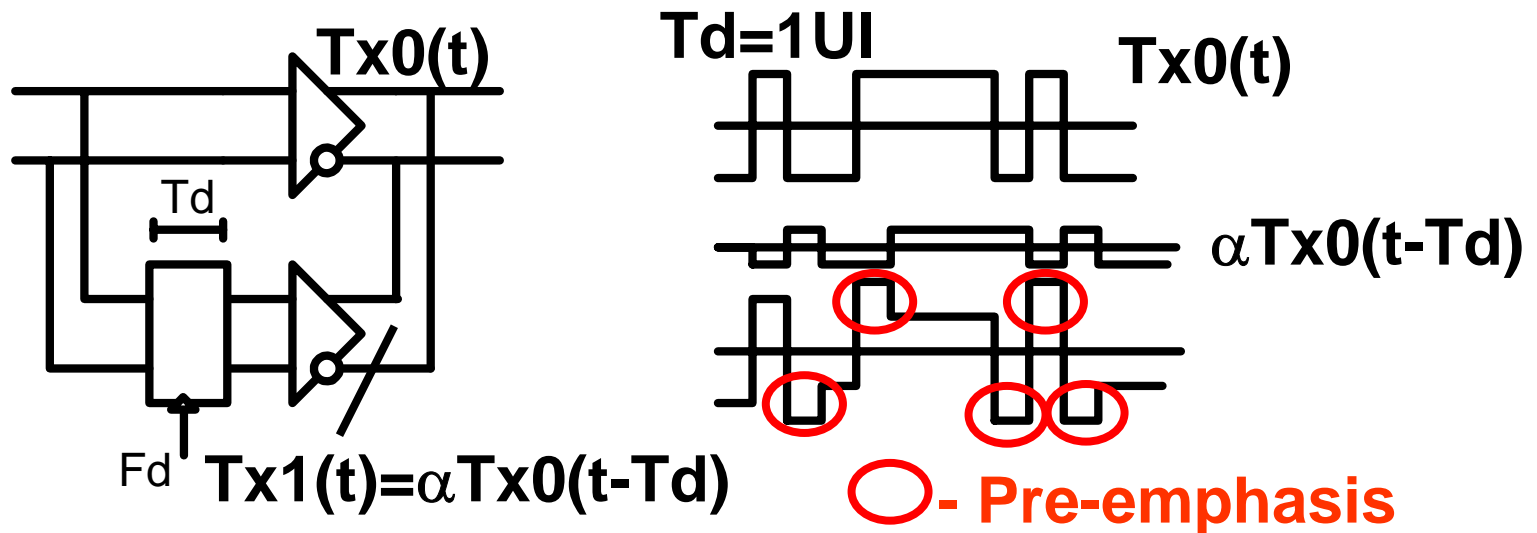 Tx0(t)
Td=1UI
Tx0(t)
Td
αTx0(t-Td)
Fd
Tx1(t)=αTx0(t-Td)
- Pre-emphasis